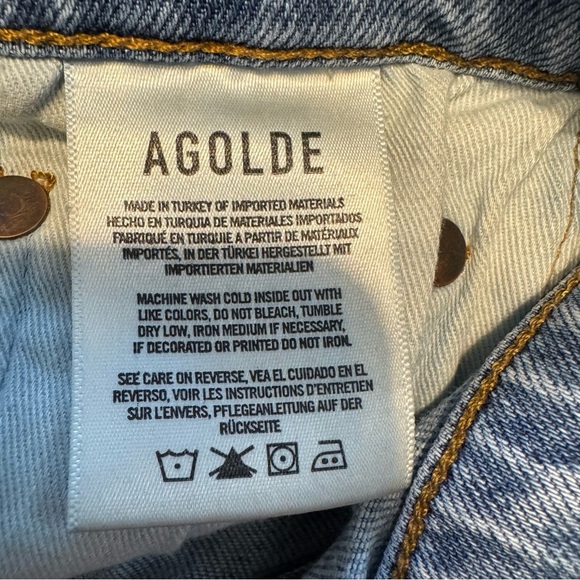 AGOLDE
MADE IN TURKEY OF IMPORTED MATERIALS
HECHO EN TURQUIA DE MATERIALES IMPORTADOS
FABRIQUÉ EN TURQUIE A PARTIR DE MATÉRIAUX
IMPORTÉS, IN DER TÜRKEI HERGESTELLT MIT
IMPORTIERTEN MATERIALIEN
MACHINE WASH COLD INSIDE OUT WITH
LIKE COLORS, DO NOT BLEACH, TUMBLE
DRY LOW, IRON MEDIUM IF NECESSARY,
IF DECORATED OR PRINTED DO NOT IRON.
SEE CARE ON REVERSE, VEA EL CUIDADO EN EL
REVERSO, VOIR LES INSTRUCTIONS D'ENTRETIEN
SUR L'ENVERS, PFLEGEANLEITUNG AUF DER
RÜCKSEITE